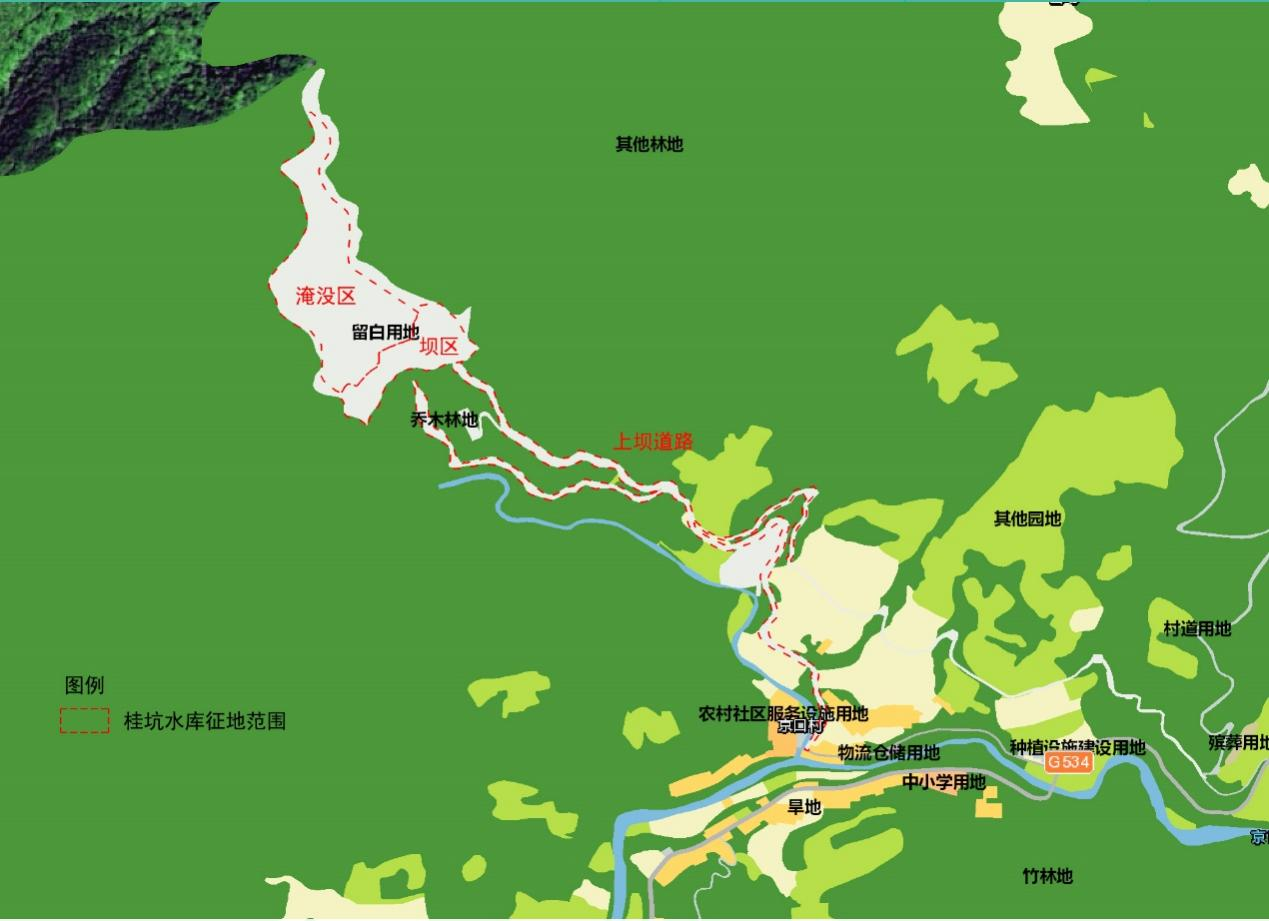 其他林地
淹没区
留白用地
坝区
乔木林地
上坝道路
其他园地
村道用地
图例
桂坑水库征地范围
农村社区服务设施用地
京口村
物流仓储用地
种植设施建设用地
殡葬用地
G534
中小学用地
旱地
竹林地
京